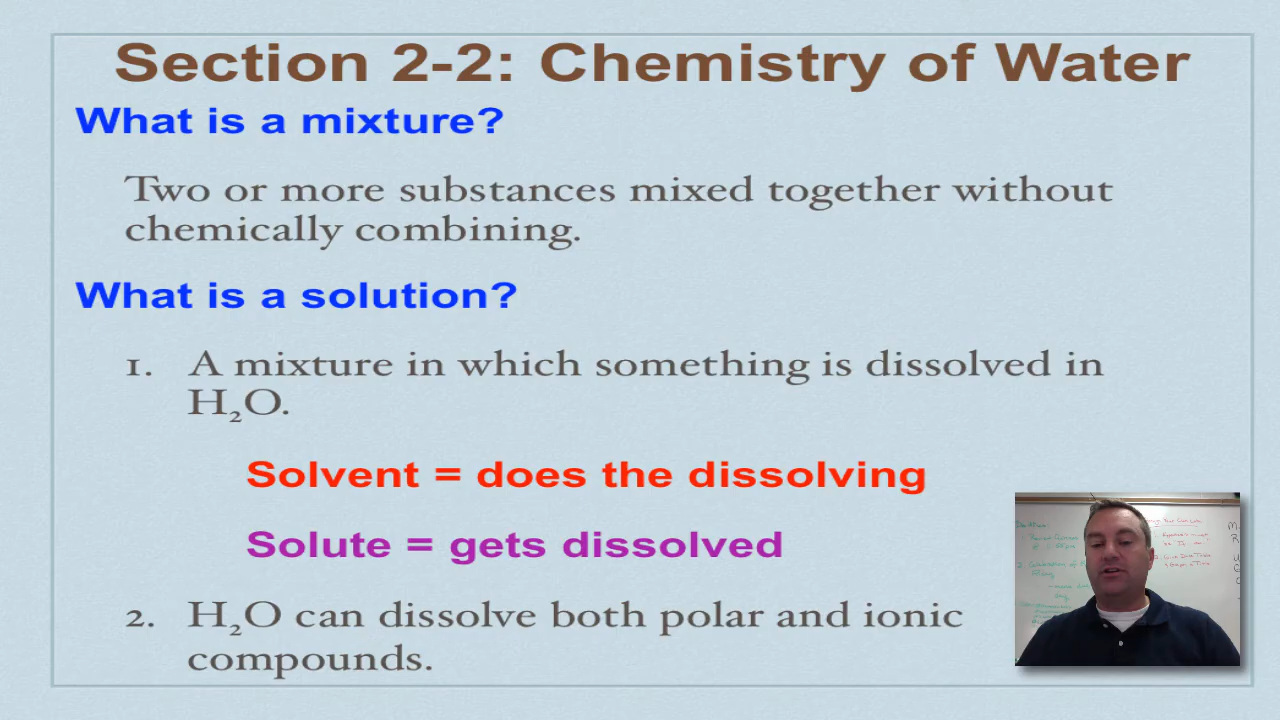 Section 2-2: Chemistry of Water
What is a mixture?
Two or more substances mixed together without
chemically combining.
What is a solution?
1. A mixture in which something is dissolved in
H₂O.
Solvent = does the dissolving
Solute = gets dissolved
2. H₂O can dissolve both polar and ionic
compounds.